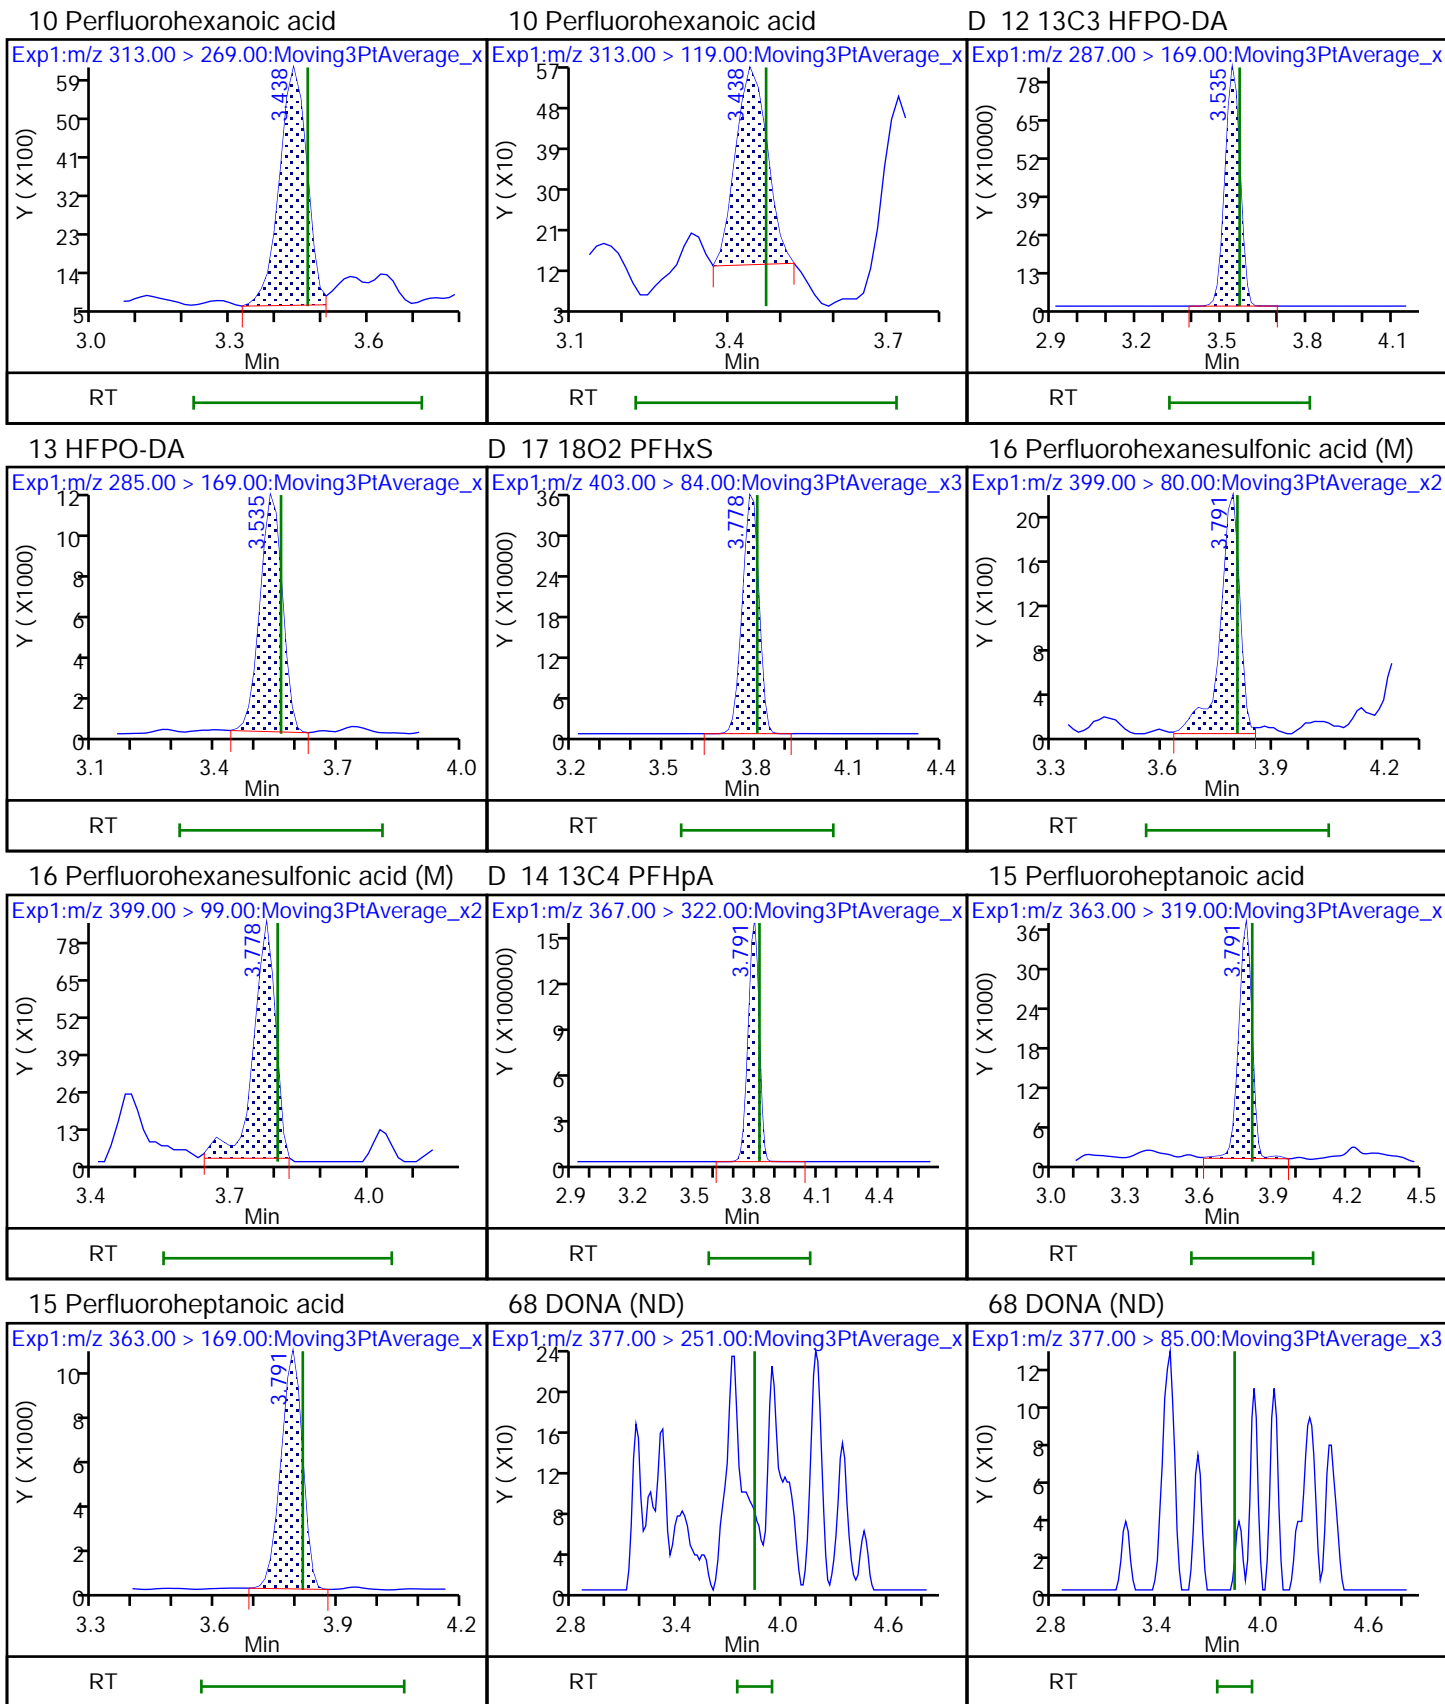 10 Perfluorohexanoic acid
Exp1:m/z 313.00 > 269.00:Moving3PtAverage_x
Y ( X100)
59
50
41
32
23
14
5
3.438
3.0 3.3 3.6
Min
RT
10 Perfluorohexanoic acid
Exp1:m/z 313.00 > 119.00:Moving3PtAverage_x
Y ( X10)
57
48
39
30
21
12
3
3.438
3.1 3.4 3.7
Min
RT
D 12 13C3 HFPO-DA
Exp1:m/z 287.00 > 169.00:Moving3PtAverage_x
Y ( X10000)
78
65
52
39
26
13
0
3.535
2.9 3.2 3.5 3.8 4.1
Min
RT
13 HFPO-DA
Exp1:m/z 285.00 > 169.00:Moving3PtAverage_x
Y ( X1000)
12
10
8
6
4
2
0
3.535
3.1 3.4 3.7 4.0
Min
RT
D 17 18O2 PFHxS
Exp1:m/z 403.00 > 84.00:Moving3PtAverage_x3
Y ( X10000)
36
30
24
18
12
6
0
3.778
3.2 3.5 3.8 4.1 4.4
Min
RT
16 Perfluorohexanesulfonic acid (M)
Exp1:m/z 399.00 > 80.00:Moving3PtAverage_x2
Y ( X100)
20
16
12
8
4
0
3.791
3.3 3.6 3.9 4.2
Min
RT
16 Perfluorohexanesulfonic acid (M)
Exp1:m/z 399.00 > 99.00:Moving3PtAverage_x2
Y ( X10)
78
65
52
39
26
13
0
3.778
3.4 3.7 4.0
Min
RT
D 14 13C4 PFHpA
Exp1:m/z 367.00 > 322.00:Moving3PtAverage_x
Y ( X100000)
15
12
9
6
3
0
3.791
2.9 3.2 3.5 3.8 4.1 4.4
Min
RT
15 Perfluoroheptanoic acid
Exp1:m/z 363.00 > 319.00:Moving3PtAverage_x
Y ( X1000)
36
30
24
18
12
6
0
3.791
3.0 3.3 3.6 3.9 4.2 4.5
Min
RT
15 Perfluoroheptanoic acid
Exp1:m/z 363.00 > 169.00:Moving3PtAverage_x
Y ( X1000)
10
8
6
4
2
0
3.791
3.3 3.6 3.9 4.2
Min
RT
68 DONA (ND)
Exp1:m/z 377.00 > 251.00:Moving3PtAverage_x
Y ( X10)
24
20
16
12
8
4
0
2.8 3.4 4.0 4.6
Min
RT
68 DONA (ND)
Exp1:m/z 377.00 > 85.00:Moving3PtAverage_x3
Y ( X10)
12
10
8
6
4
2
0
2.8 3.4 4.0 4.6
Min
RT